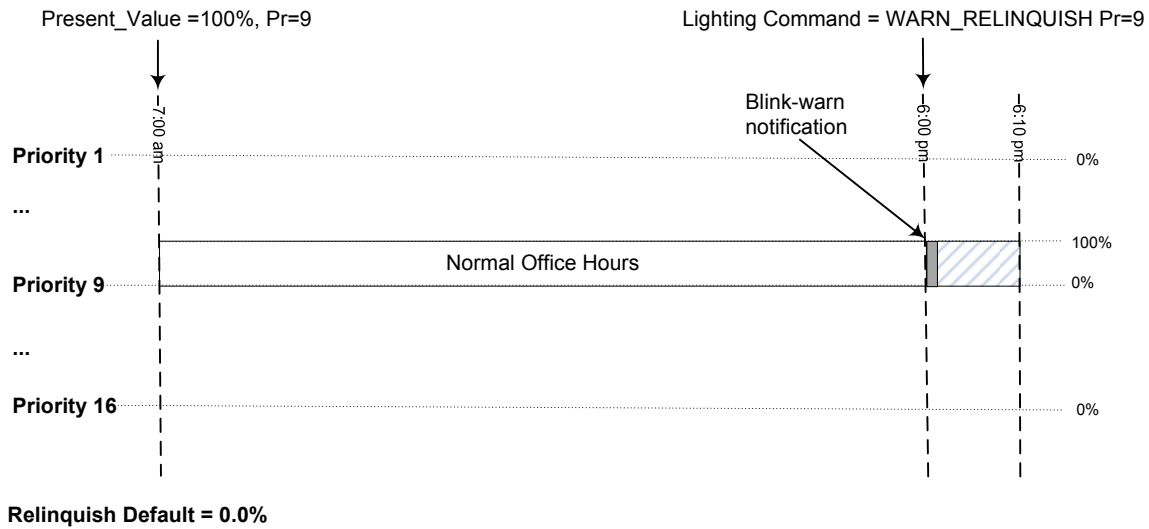 Present_Value =100%, Pr=9
Lighting Command = WARN_RELINQUISH Pr=9
Blink-warn
notification
7:00 am
6:00 pm
6:10 pm
Priority 1
0%
...
100%
Normal Office Hours
Priority 9
0%
...
Priority 16
0%
Relinquish Default = 0.0%